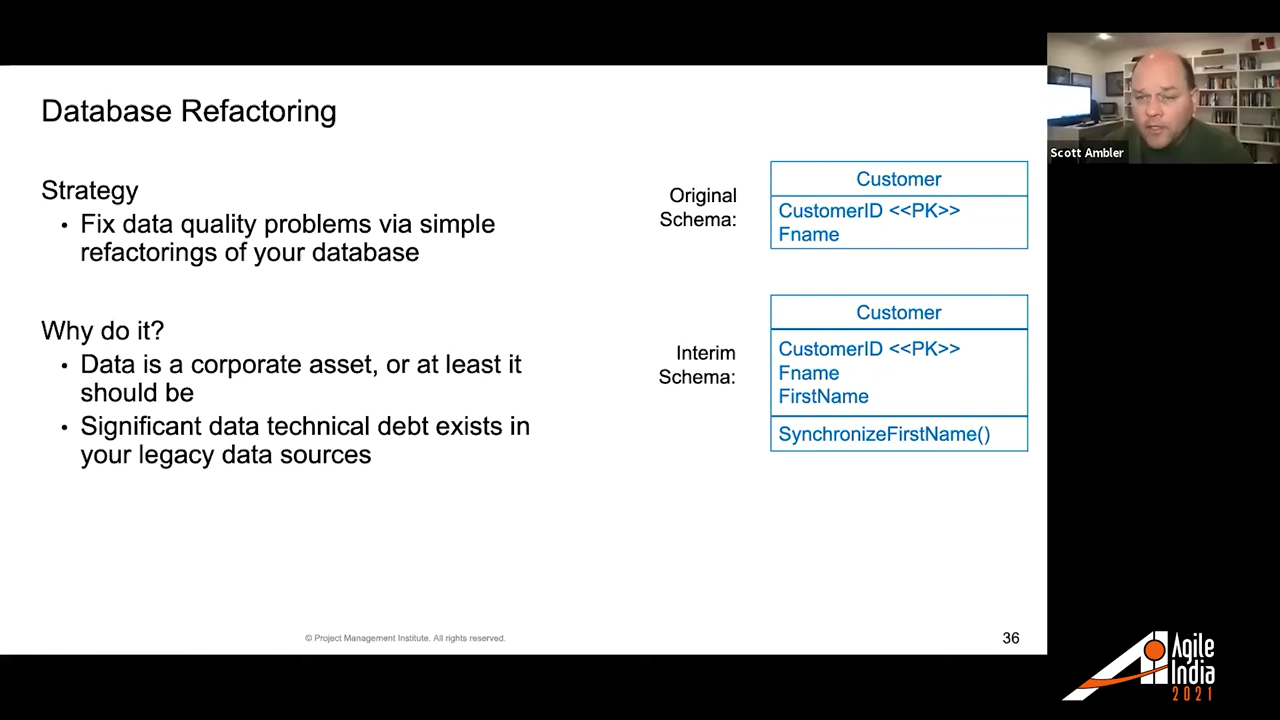 Database Refactoring
Strategy
• Fix data quality problems via simple
refactorings of your database
Why do it?
• Data is a corporate asset, or at least it
should be
• Significant data technical debt exists in
your legacy data sources
Original
Schema:
Customer
CustomerID <<PK>>
Fname
Interim
Schema:
Customer
CustomerID <<PK>>
Fname
FirstName
SynchronizeFirstName()
© Project Management Institute. All rights reserved.
36
Scott Ambler
Agile
India
2021